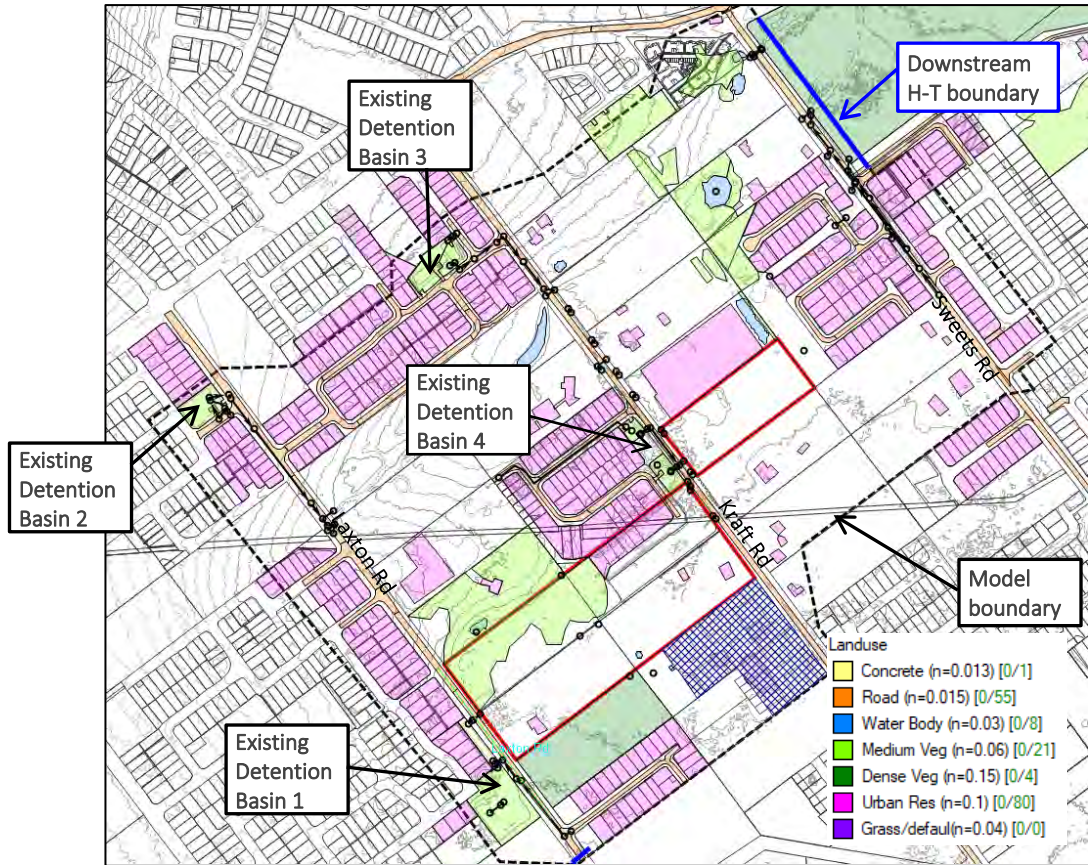 Downstream
H-T boundary
Existing
Detention
Basin 3
Sweets Rd
Existing
Detention
Basin 4
Existing
Detention
Basin 2
Laxton Rd
Kraft Rd
Model
boundary
Existing
Detention
Basin 1
Laxton Rd
Landuse
Concrete (n=0.013) [0/1]
Road (n=0.015) [0/55]
Water Body (n=0.03) [0/8]
Medium Veg (n=0.06) [0/21]
Dense Veg (n=0.15) [0/4]
Urban Res (n=0.1) [0/80]
Grass/defaul(n=0.04) [0/0]